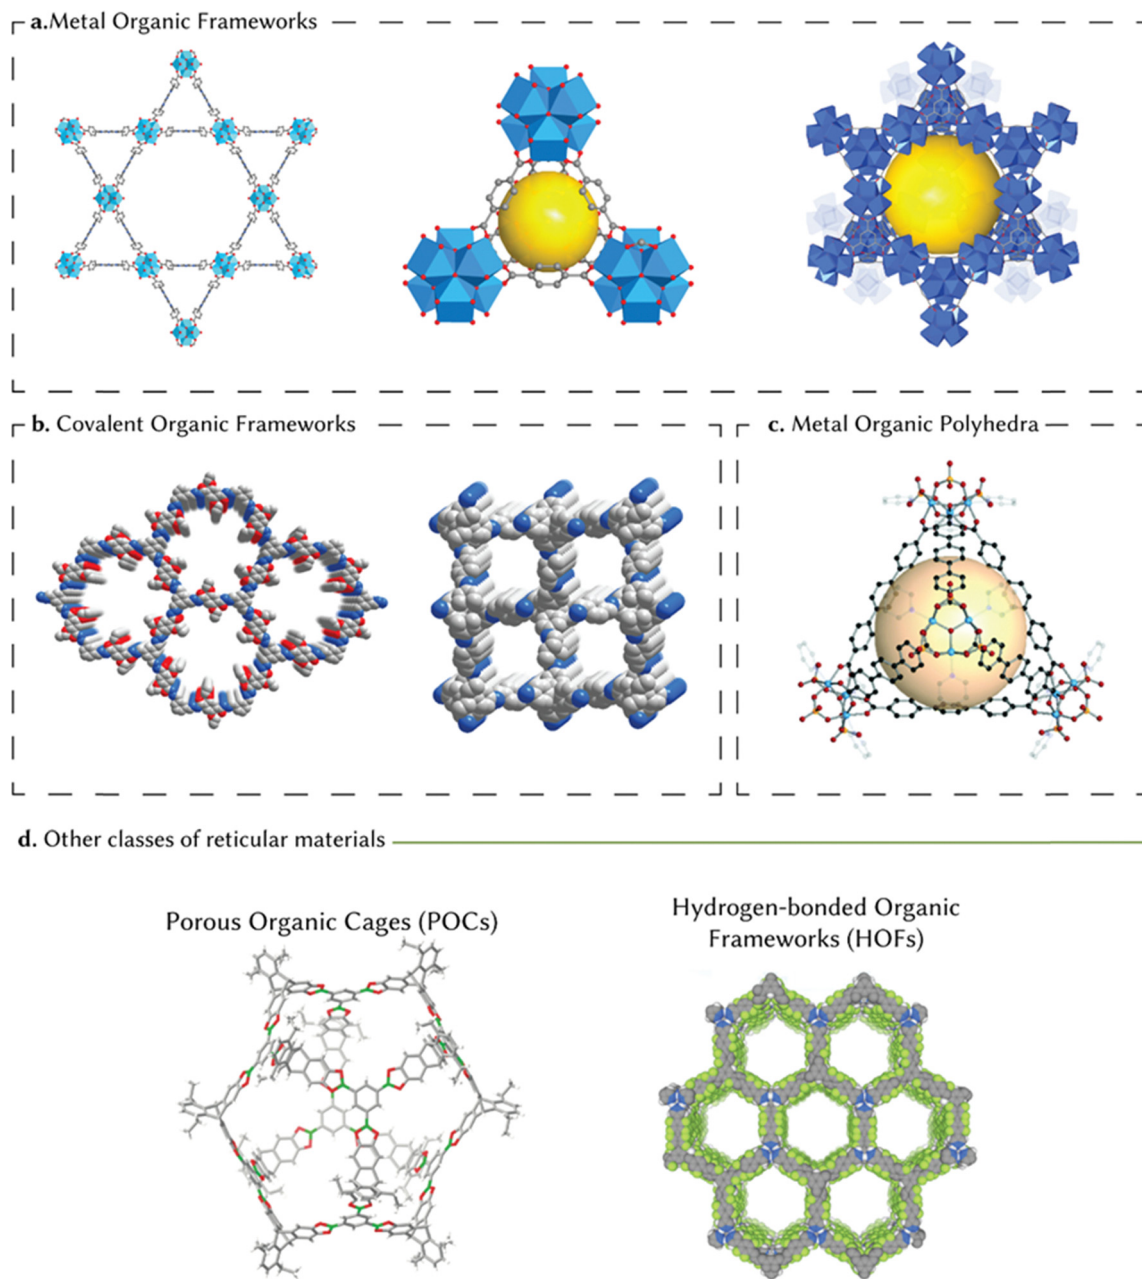 a.Metal Organic Frameworks
b. Covalent Organic Frameworks
c. Metal Organic Polyhedra
d. Other classes of reticular materials
Porous Organic Cages (POCs)
Hydrogen-bonded Organic
Frameworks (HOFs)